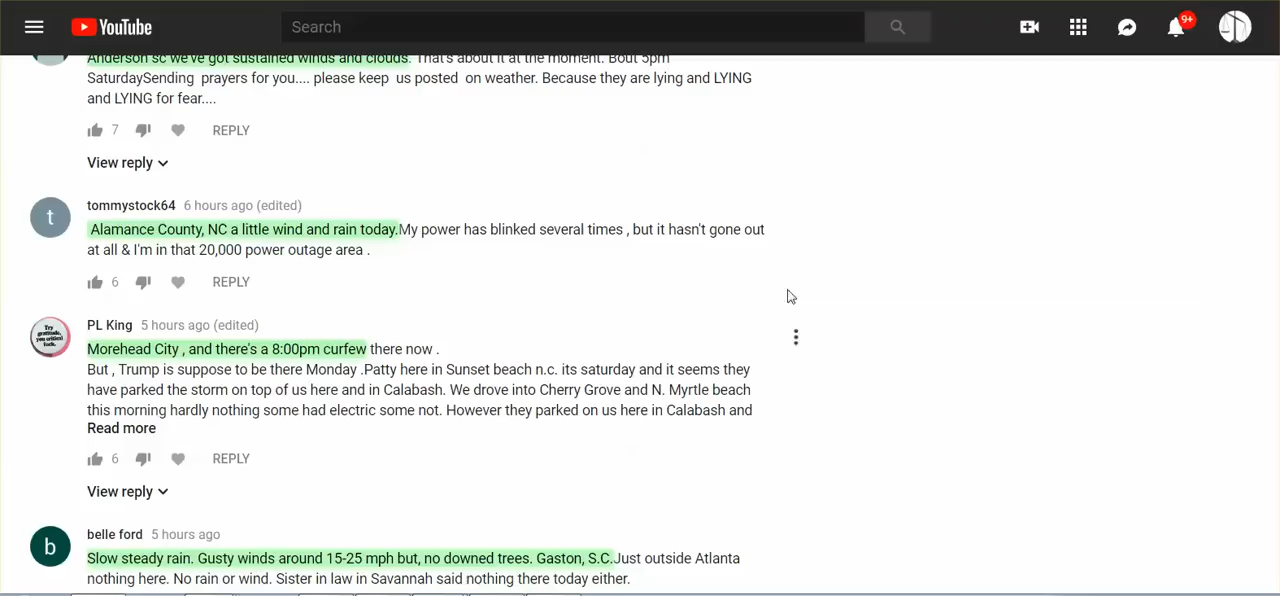 YouTube
Search
9+
Anderson sc we've got sustained winds and clouds. That's about it at the moment. Bout 5pm
SaturdaySending prayers for you.... please keep us posted on weather. Because they are lying and LYING
and LYING for fear....
7 REPLY
View reply
t
tommystock64 6 hours ago (edited)
Alamance County, NC a little wind and rain today.My power has blinked several times , but it hasn't gone out
at all & I'm in that 20,000 power outage area .
6 REPLY
PL King 5 hours ago (edited)
Morehead City , and there's a 8:00pm curfew there now .
But , Trump is suppose to be there Monday .Patty here in Sunset beach n.c. its saturday and it seems they
have parked the storm on top of us here and in Calabash. We drove into Cherry Grove and N. Myrtle beach
this morning hardly nothing some had electric some not. However they parked on us here in Calabash and
Read more
6 REPLY
View reply
b
belle ford 5 hours ago
Slow steady rain. Gusty winds around 15-25 mph but, no downed trees. Gaston, S.C.Just outside Atlanta
nothing here. No rain or wind. Sister in law in Savannah said nothing there today either.